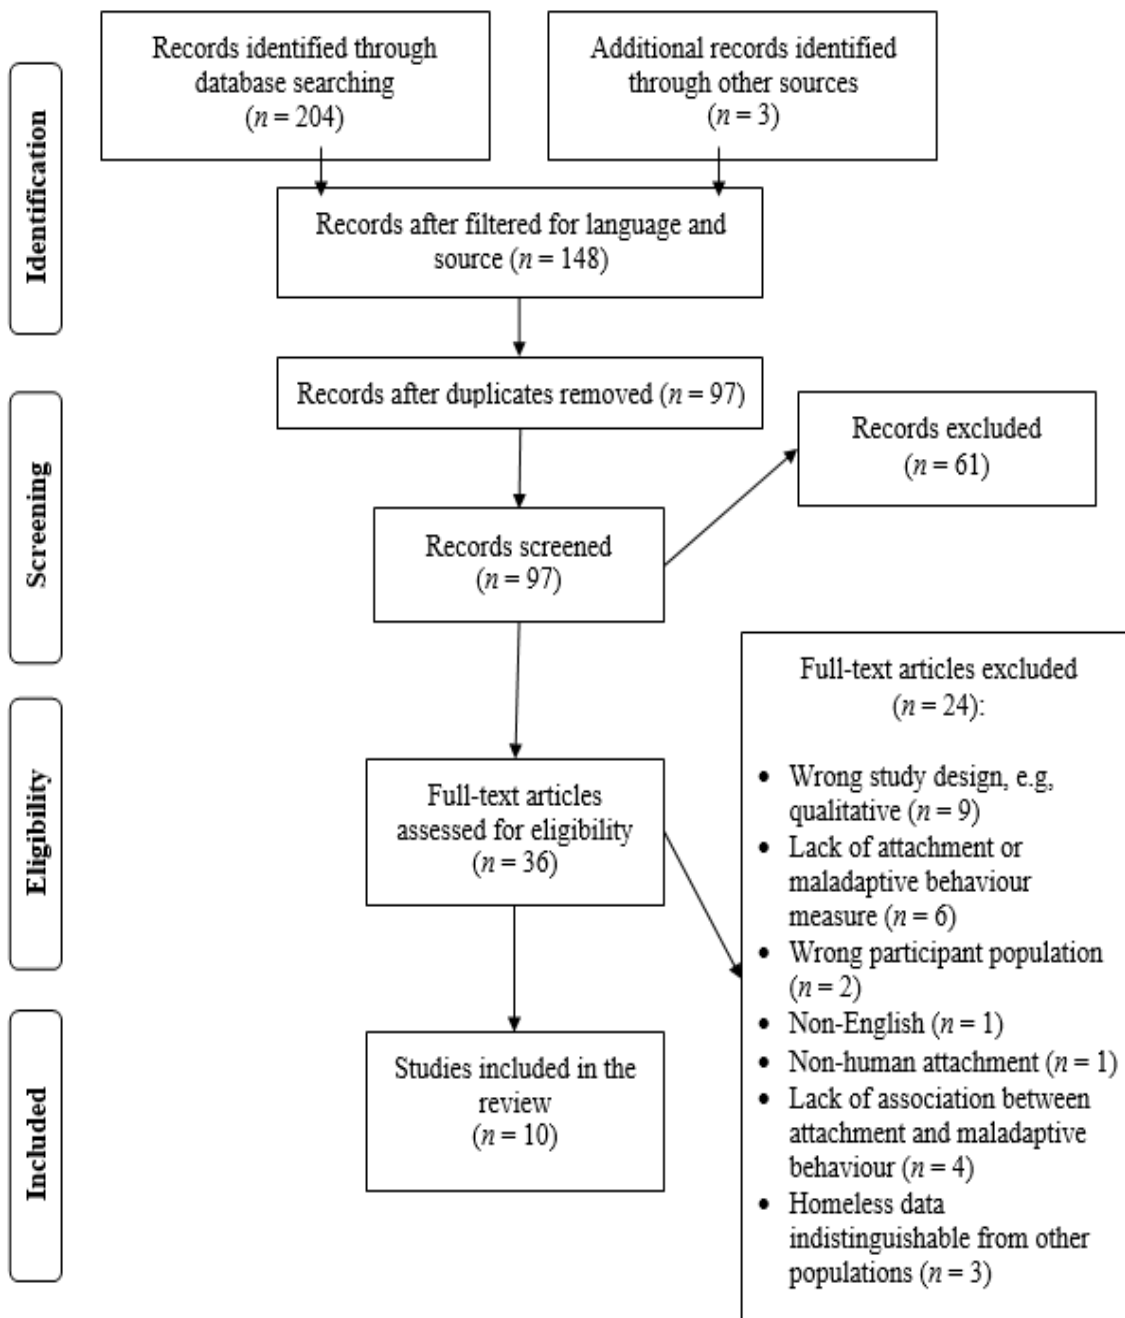 Identification
Records identified through
database searching
(n = 204)
Additional records identified
through other sources
(n = 3)
Records after filtered for language and
source (n = 148)
Records after duplicates removed (n = 97)
Screening
Records excluded
(n = 61)
Records screened
(n = 97)
Eligibility
Full-text articles
assessed for eligibility
(n = 36)
Full-text articles excluded
(n = 24):
• Wrong study design, e.g,
qualitative (n = 9)
• Lack of attachment or
maladaptive behaviour
measure (n = 6)
• Wrong participant population
(n = 2)
• Non-English (n = 1)
• Non-human attachment (n = 1)
• Lack of association between
attachment and maladaptive
behaviour (n = 4)
• Homeless data
indistinguishable from other
populations (n = 3)
Included
Studies included in the
review
(n = 10)